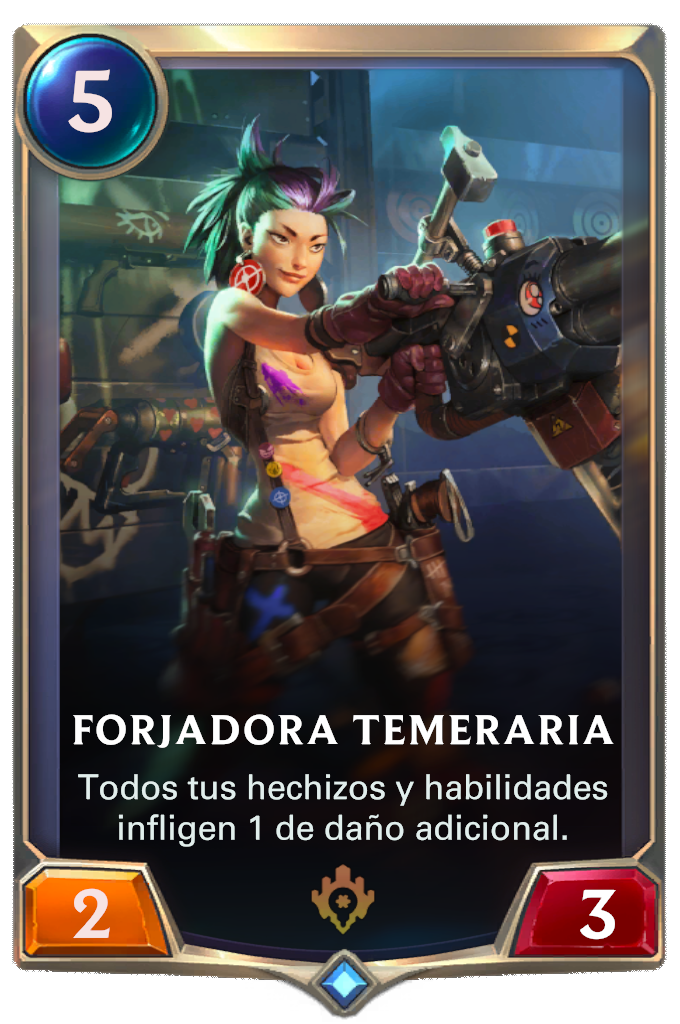 5
FORJADORA TEMERARIA
Todos tus hechizos y habilidades
infligen 1 de daño adicional.
2
3